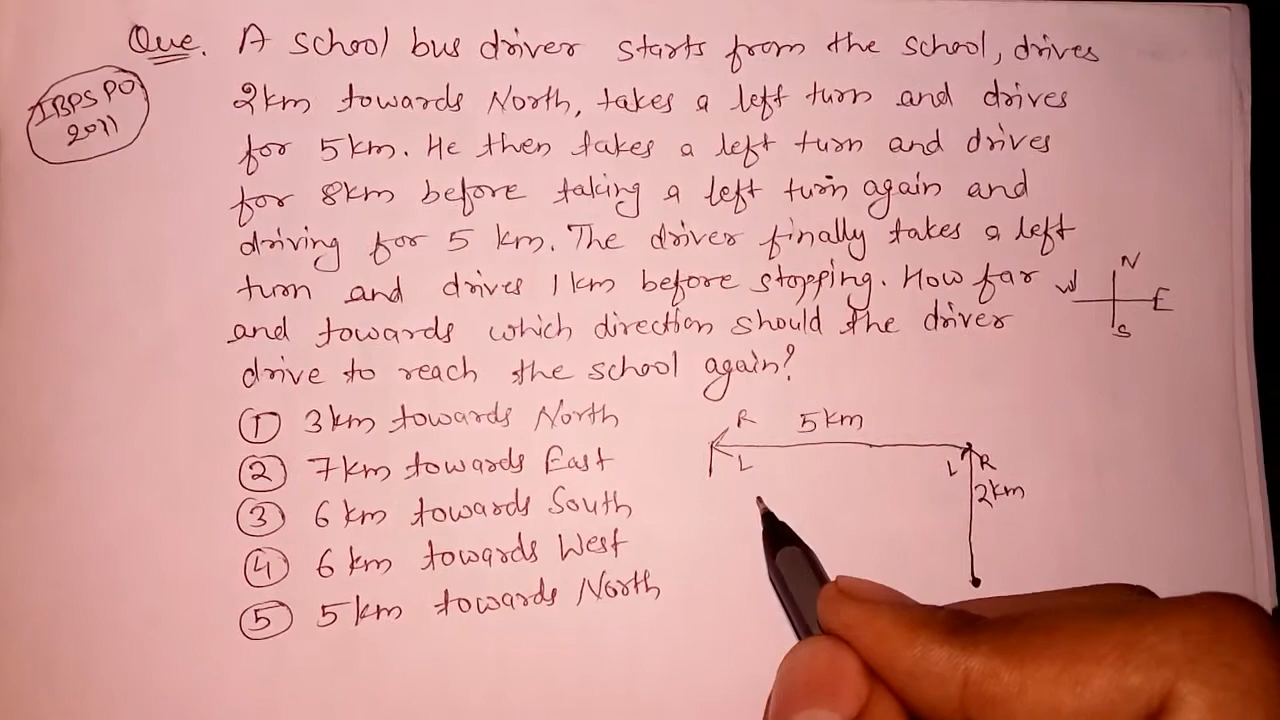 Que. A school bus driver starts from the school, drives
IBPS PO
2011
2km towards North, takes a left turn and drives
for 5km. He then takes a left turn and drives
for 8km before taking a left turn again and
driving for 5 km. The driver finally takes a left
turn and drives 1km before stopping. How far
and towards which direction should the driver
drive to reach the school again?
N
W E
S
① 3km towards North
② 7km towards East
③ 6km towards South
④ 6km towards West
⑤ 5km towards North
R 5km
L L R
2km